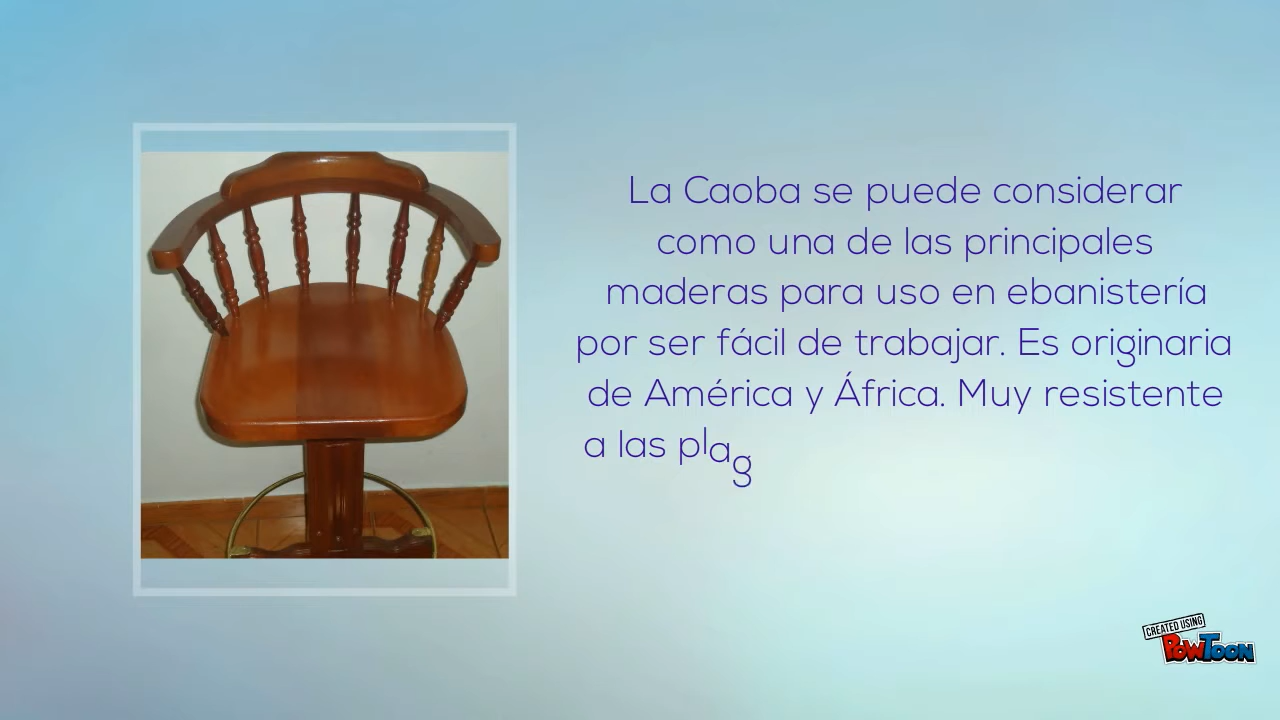 La Caoba se puede considerar
como una de las principales
maderas para uso en ebanistería
por ser fácil de trabajar. Es originaria
de América y África. Muy resistente
a las plag
CREATED USING
POWTOON